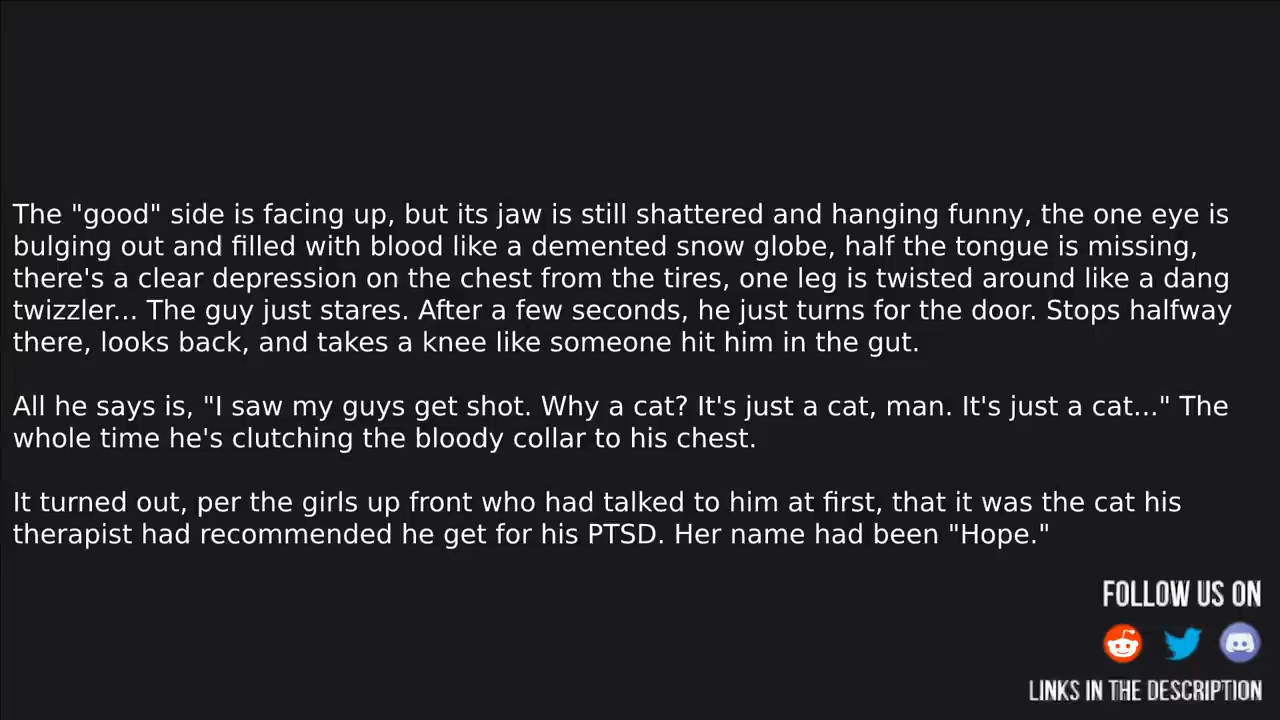 The "good" side is facing up, but its jaw is still shattered and hanging funny, the one eye is
bulging out and filled with blood like a demented snow globe, half the tongue is missing,
there's a clear depression on the chest from the tires, one leg is twisted around like a dang
twizzler... The guy just stares. After a few seconds, he just turns for the door. Stops halfway
there, looks back, and takes a knee like someone hit him in the gut.
All he says is, "I saw my guys get shot. Why a cat? It's just a cat, man. It's just a cat..." The
whole time he's clutching the bloody collar to his chest.
It turned out, per the girls up front who had talked to him at first, that it was the cat his
therapist had recommended he get for his PTSD. Her name had been "Hope."
FOLLOW US ON
LINKS IN THE DESCRIPTION